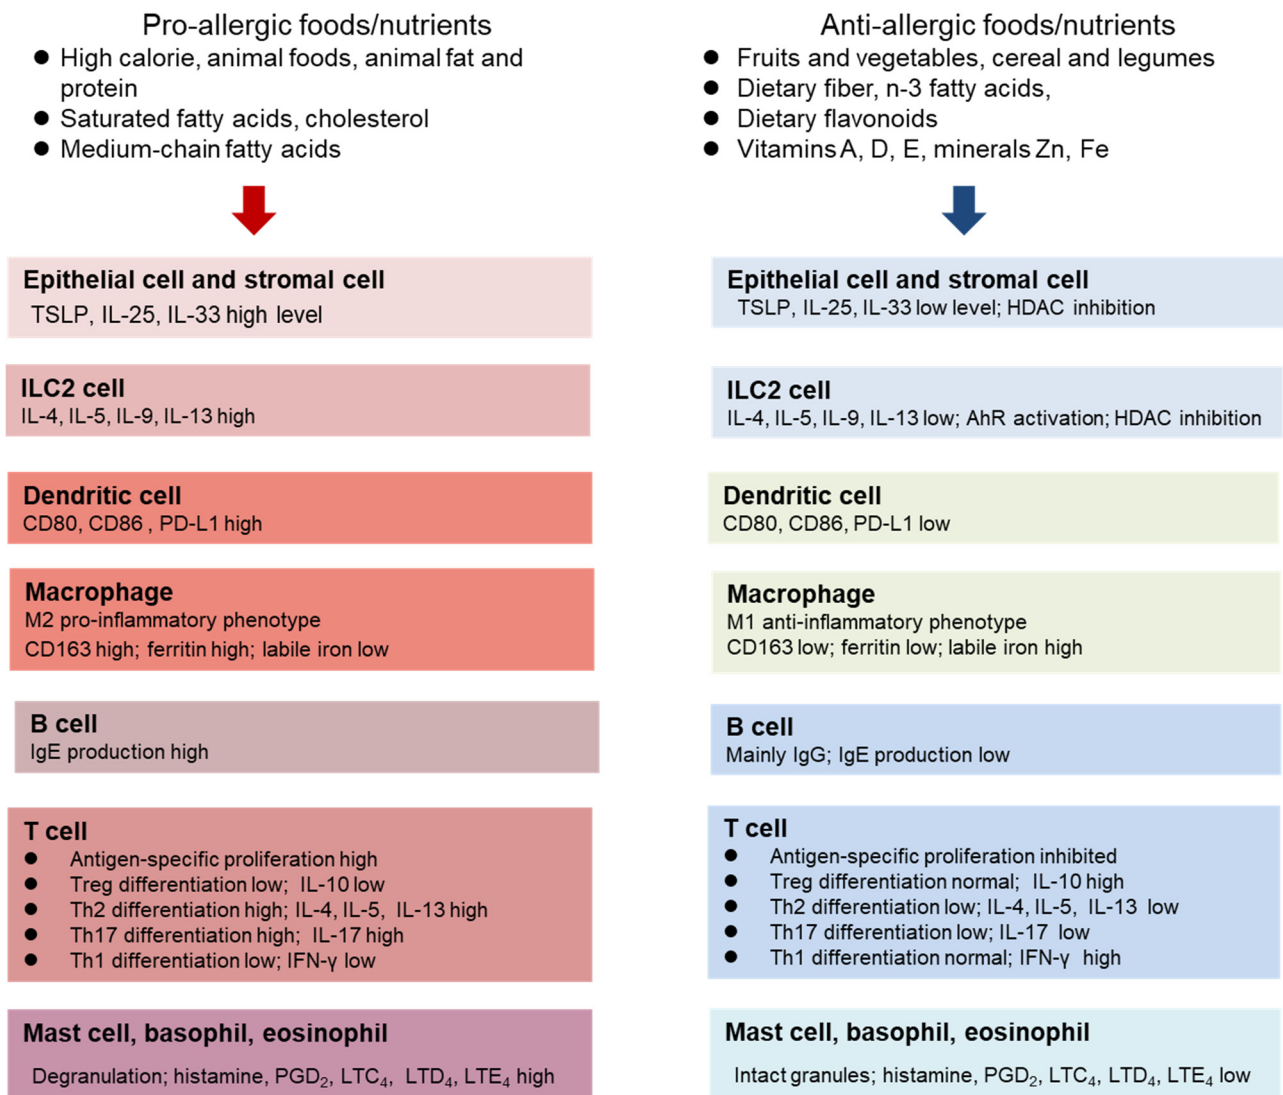 Pro-allergic foods/nutrients
● High calorie, animal foods, animal fat and
protein
● Saturated fatty acids, cholesterol
● Medium-chain fatty acids
Epithelial cell and stromal cell
TSLP, IL-25, IL-33 high level
ILC2 cell
IL-4, IL-5, IL-9, IL-13 high
Dendritic cell
CD80, CD86 , PD-L1 high
Macrophage
M2 pro-inflammatory phenotype
CD163 high; ferritin high; labile iron low
B cell
IgE production high
T cell
● Antigen-specific proliferation high
● Treg differentiation low; IL-10 low
● Th2 differentiation high; IL-4, IL-5, IL-13 high
● Th17 differentiation high; IL-17 high
● Th1 differentiation low; IFN-γ low
Mast cell, basophil, eosinophil
Degranulation; histamine, PGD₂, LTC₄, LTD₄, LTE₄ high
Anti-allergic foods/nutrients
● Fruits and vegetables, cereal and legumes
● Dietary fiber, n-3 fatty acids,
● Dietary flavonoids
● Vitamins A, D, E, minerals Zn, Fe
Epithelial cell and stromal cell
TSLP, IL-25, IL-33 low level; HDAC inhibition
ILC2 cell
IL-4, IL-5, IL-9, IL-13 low; AhR activation; HDAC inhibition
Dendritic cell
CD80, CD86, PD-L1 low
Macrophage
M1 anti-inflammatory phenotype
CD163 low; ferritin low; labile iron high
B cell
Mainly IgG; IgE production low
T cell
● Antigen-specific proliferation inhibited
● Treg differentiation normal; IL-10 high
● Th2 differentiation low; IL-4, IL-5, IL-13 low
● Th17 differentiation low; IL-17 low
● Th1 differentiation normal; IFN-γ high
Mast cell, basophil, eosinophil
Intact granules; histamine, PGD₂, LTC₄, LTD₄, LTE₄ low